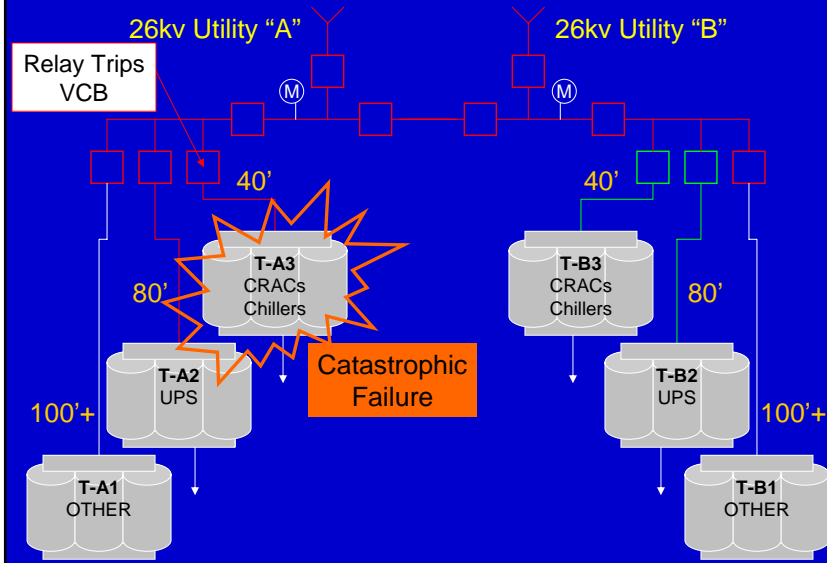 26kv Utility “A”
26kv Utility “B”
Relay Trips
VCB
M
M
40’
40’
T-A3
CRACs
Chillers
T-B3
CRACs
Chillers
80’
80’
Catastrophic
Failure
T-A2
UPS
T-B2
UPS
100’+
100’+
T-A1
OTHER
T-B1
OTHER